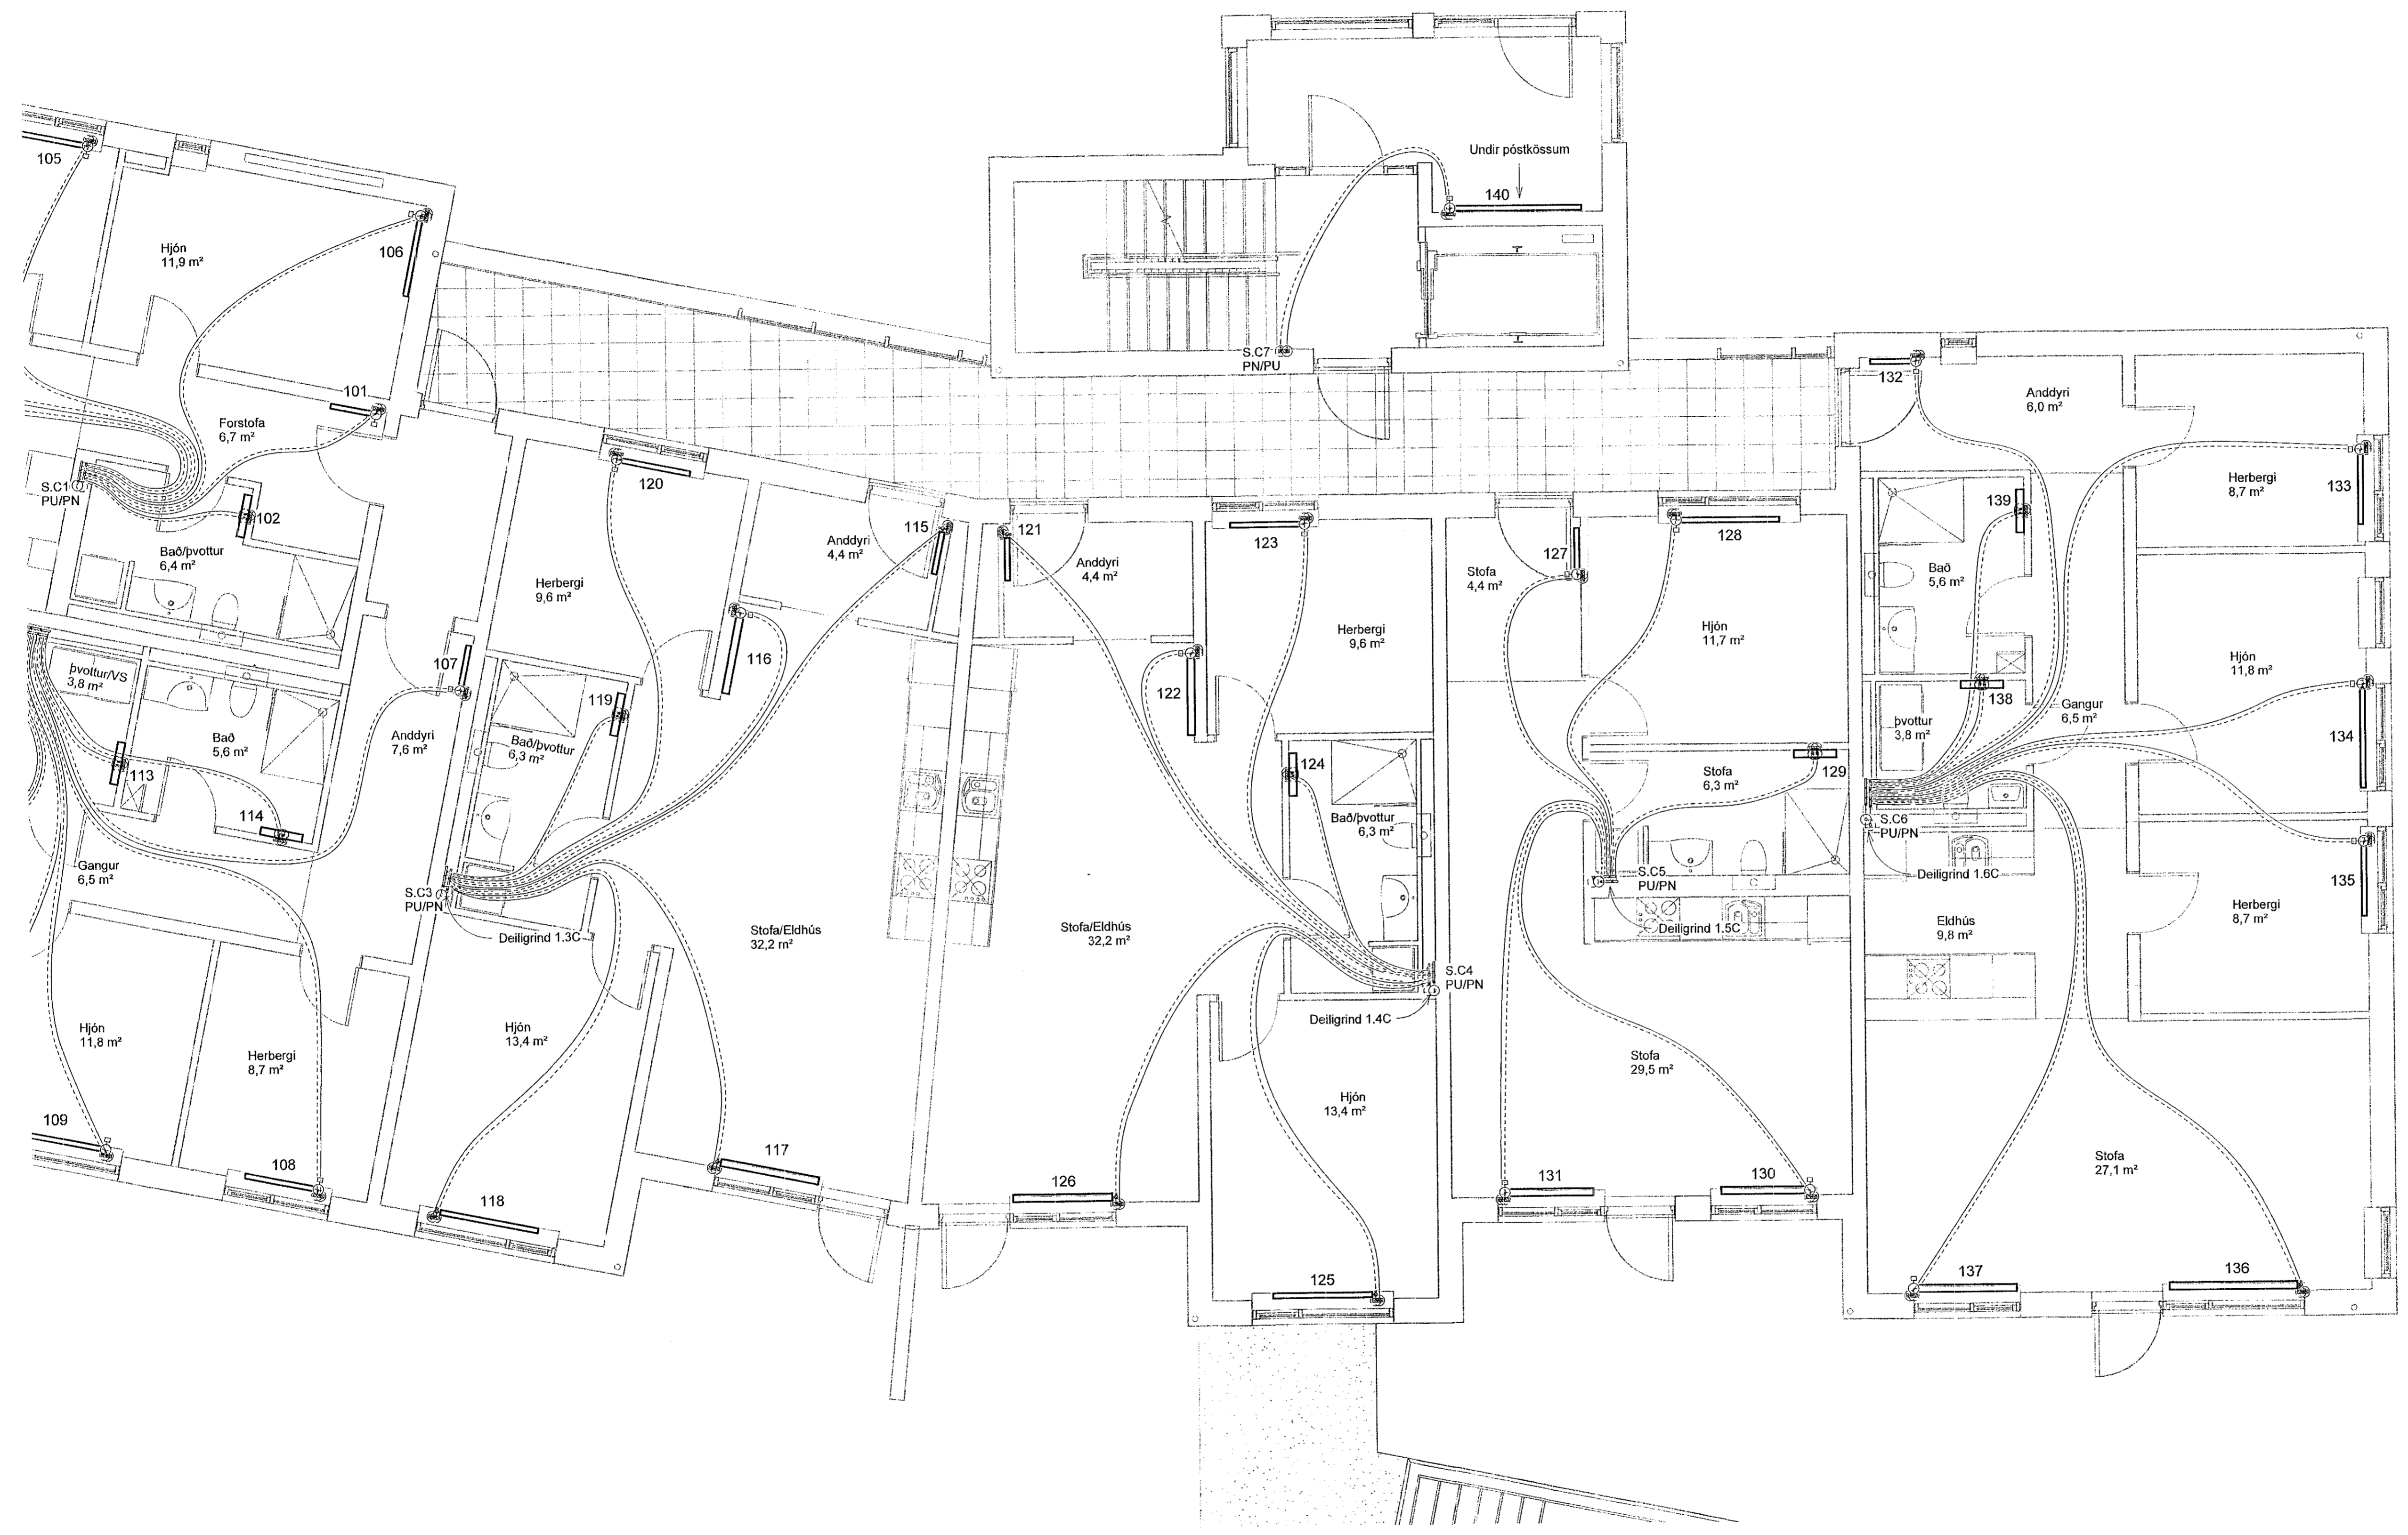 Undir póstkössum
140
105
Hjón
11,9 m²
106
S.C7
PN/PU
101
Forstofa
6,7 m²
S.C1
PU/PN
102
Bað/þvottur
6,4 m²
132
Anddyri
6,0 m²
Herbergi
8,7 m²
133
139
Bað
5,6 m²
120
115
Anddyri
4,4 m²
121
Anddyri
4,4 m²
123
127
Stofa
4,4 m²
128
Herbergi
9,6 m²
Herbergi
9,6 m²
Hjón
11,7 m²
Hjón
11,8 m²
107
116
122
þvottur/VS
3,8 m²
119
Bað/þvottur
6,3 m²
138
Gangur
6,5 m²
þvottur
3,8 m²
134
Bað
5,6 m²
Anddyri
7,6 m²
113
124
Stofa
6,3 m²
129
114
Bað/þvottur
6,3 m²
S.C6
PU/PN
Gangur
6,5 m²
S.C3
PU/PN
S.C5
PU/PN
Deiligrind 1.6C
135
Herbergi
8,7 m²
Deiligrind 1.3C
Stofa/Eldhús
32,2 m²
Stofa/Eldhús
32,2 m²
Deiligrind 1.5C
Eldhús
9,8 m²
S.C4
PU/PN
Deiligrind 1.4C
Hjón
11,8 m²
Herbergi
8,7 m²
Hjón
13,4 m²
Stofa
29,5 m²
Hjón
13,4 m²
109
108
117
118
126
131
130
Stofa
27,1 m²
125
137
136